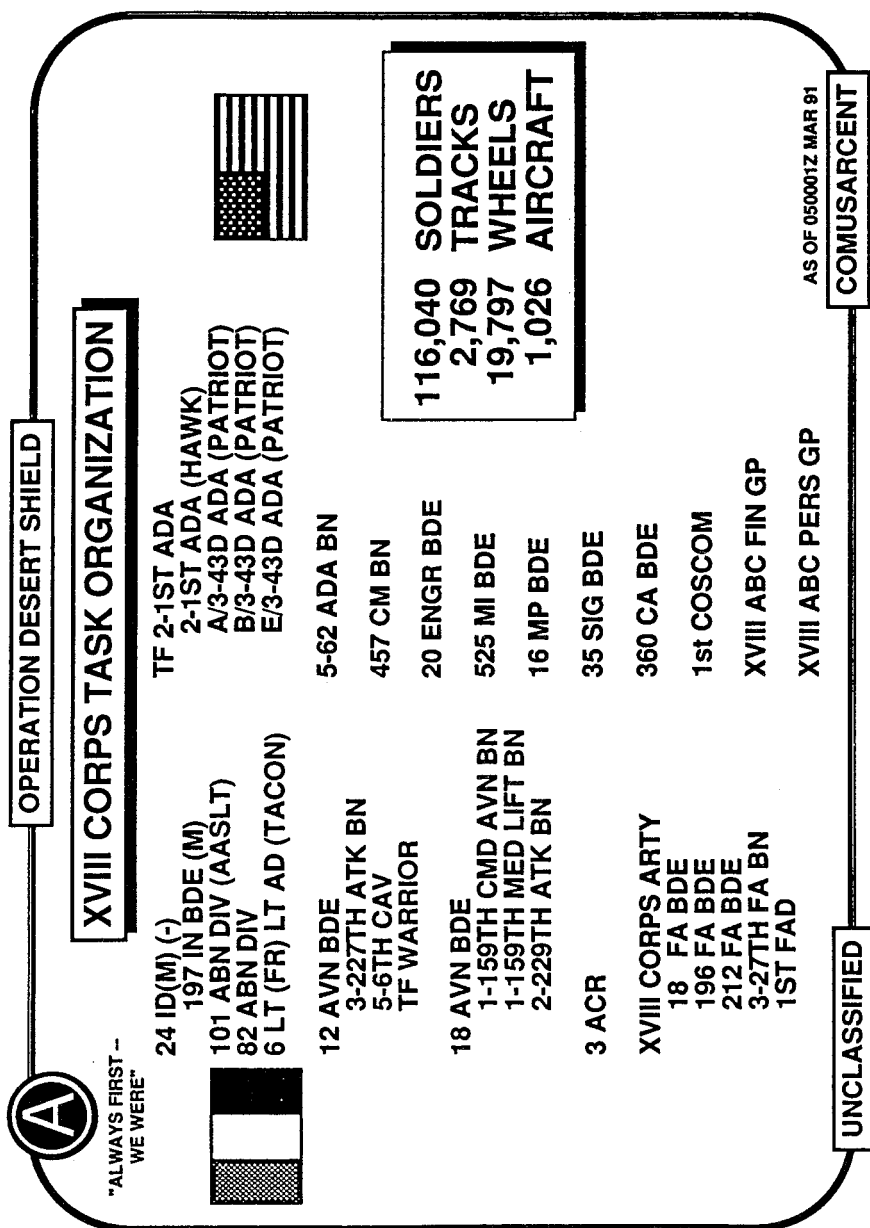 OPERATION DESERT SHIELD
A
"ALWAYS FIRST --
WE WERE"
XVIII CORPS TASK ORGANIZATION
24 ID(M) (-)
197 IN BDE (M)
101 ABN DIV (AASLT)
82 ABN DIV
6 LT (FR) LT AD (TACON)
12 AVN BDE
3-227TH ATK BN
5-6TH CAV
TF WARRIOR
18 AVN BDE
1-159TH CMD AVN BN
1-159TH MED LIFT BN
2-229TH ATK BN
3 ACR
XVIII CORPS ARTY
18 FA BDE
196 FA BDE
212 FA BDE
3-27TH FA BN
1ST FAD
TF 2-1ST ADA
2-1ST ADA (HAWK)
A/3-43D ADA (PATRIOT)
B/3-43D ADA (PATRIOT)
E/3-43D ADA (PATRIOT)
5-62 ADA BN
457 CM BN
20 ENGR BDE
525 MI BDE
16 MP BDE
35 SIG BDE
360 CA BDE
1st COSCOM
XVIII ABC FIN GP
XVIII ABC PERS GP
116,040 SOLDIERS
2,769 TRACKS
19,797 WHEELS
1,026 AIRCRAFT
AS OF 050001Z MAR 91
UNCLASSIFIED
COMUSARCENT